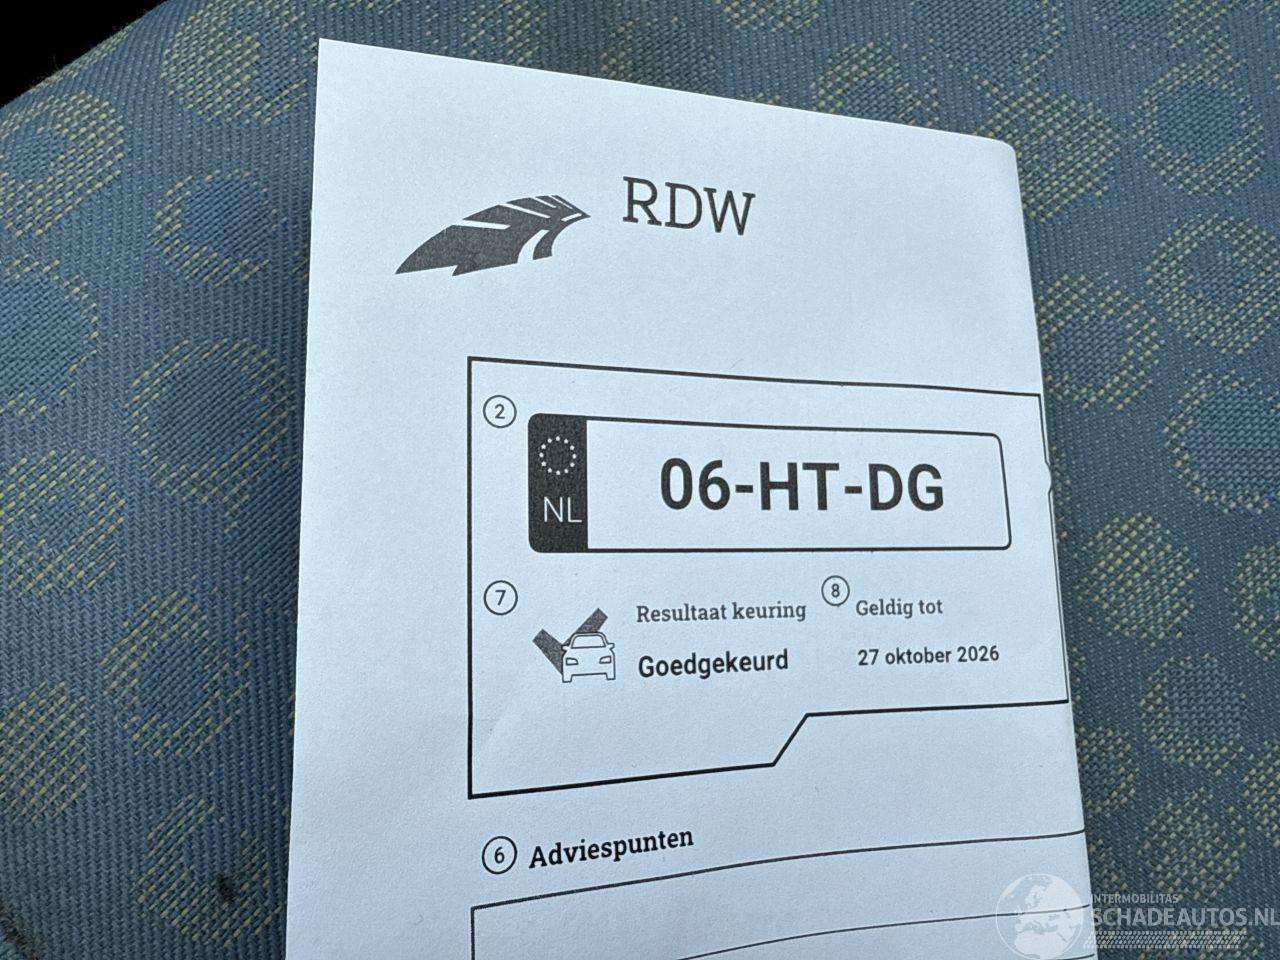 RDW
2
NL
06-HT-DG
7
Resultaat keuring
8
Geldig tot
Goedgekeurd
27 oktober 2026
6 Adviespunten
INTERMOBILITAS
SCHADEAUTOS.NL